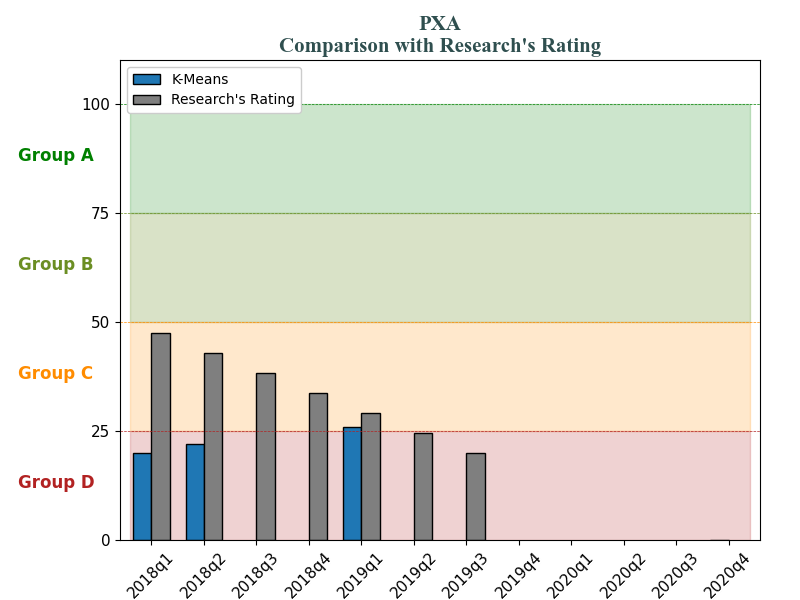 PXA
Comparison with Research's Rating
K-Means
Research's Rating
100
Group A
75
Group B
50
Group C
25
Group D
0
2018q1 2018q2 2018q3 2018q4 2019q1 2019q2 2019q3 2019q4 2020q1 2020q2 2020q3 2020q4